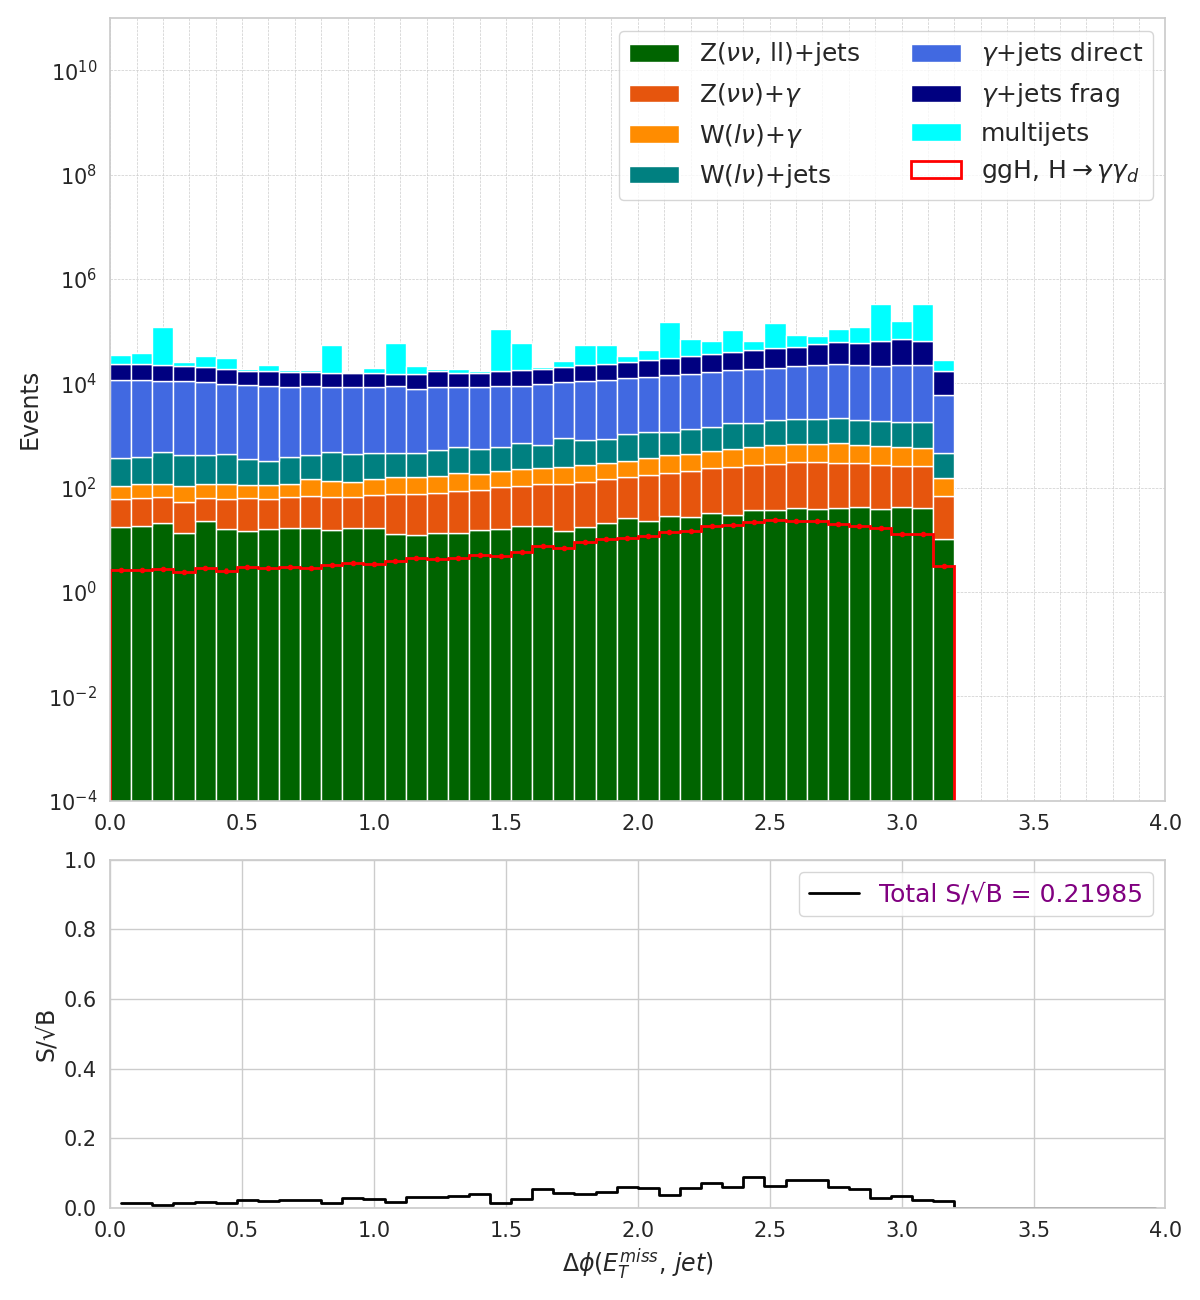 Z(νν, ll)+jets
Z(νν)+γ
W(lν)+γ
W(lν)+jets
γ+jets direct
γ+jets frag
multijets
ggH, H→γγ_d
Events
10^10
10^8
10^6
10^4
10^2
10^0
10^−2
10^−4
0.0 0.5 1.0 1.5 2.0 2.5 3.0 3.5 4.0
Total S/√B = 0.21985
S/√B
1.0
0.8
0.6
0.4
0.2
0.0
0.0 0.5 1.0 1.5 2.0 2.5 3.0 3.5 4.0
Δϕ(E_T^miss, jet)